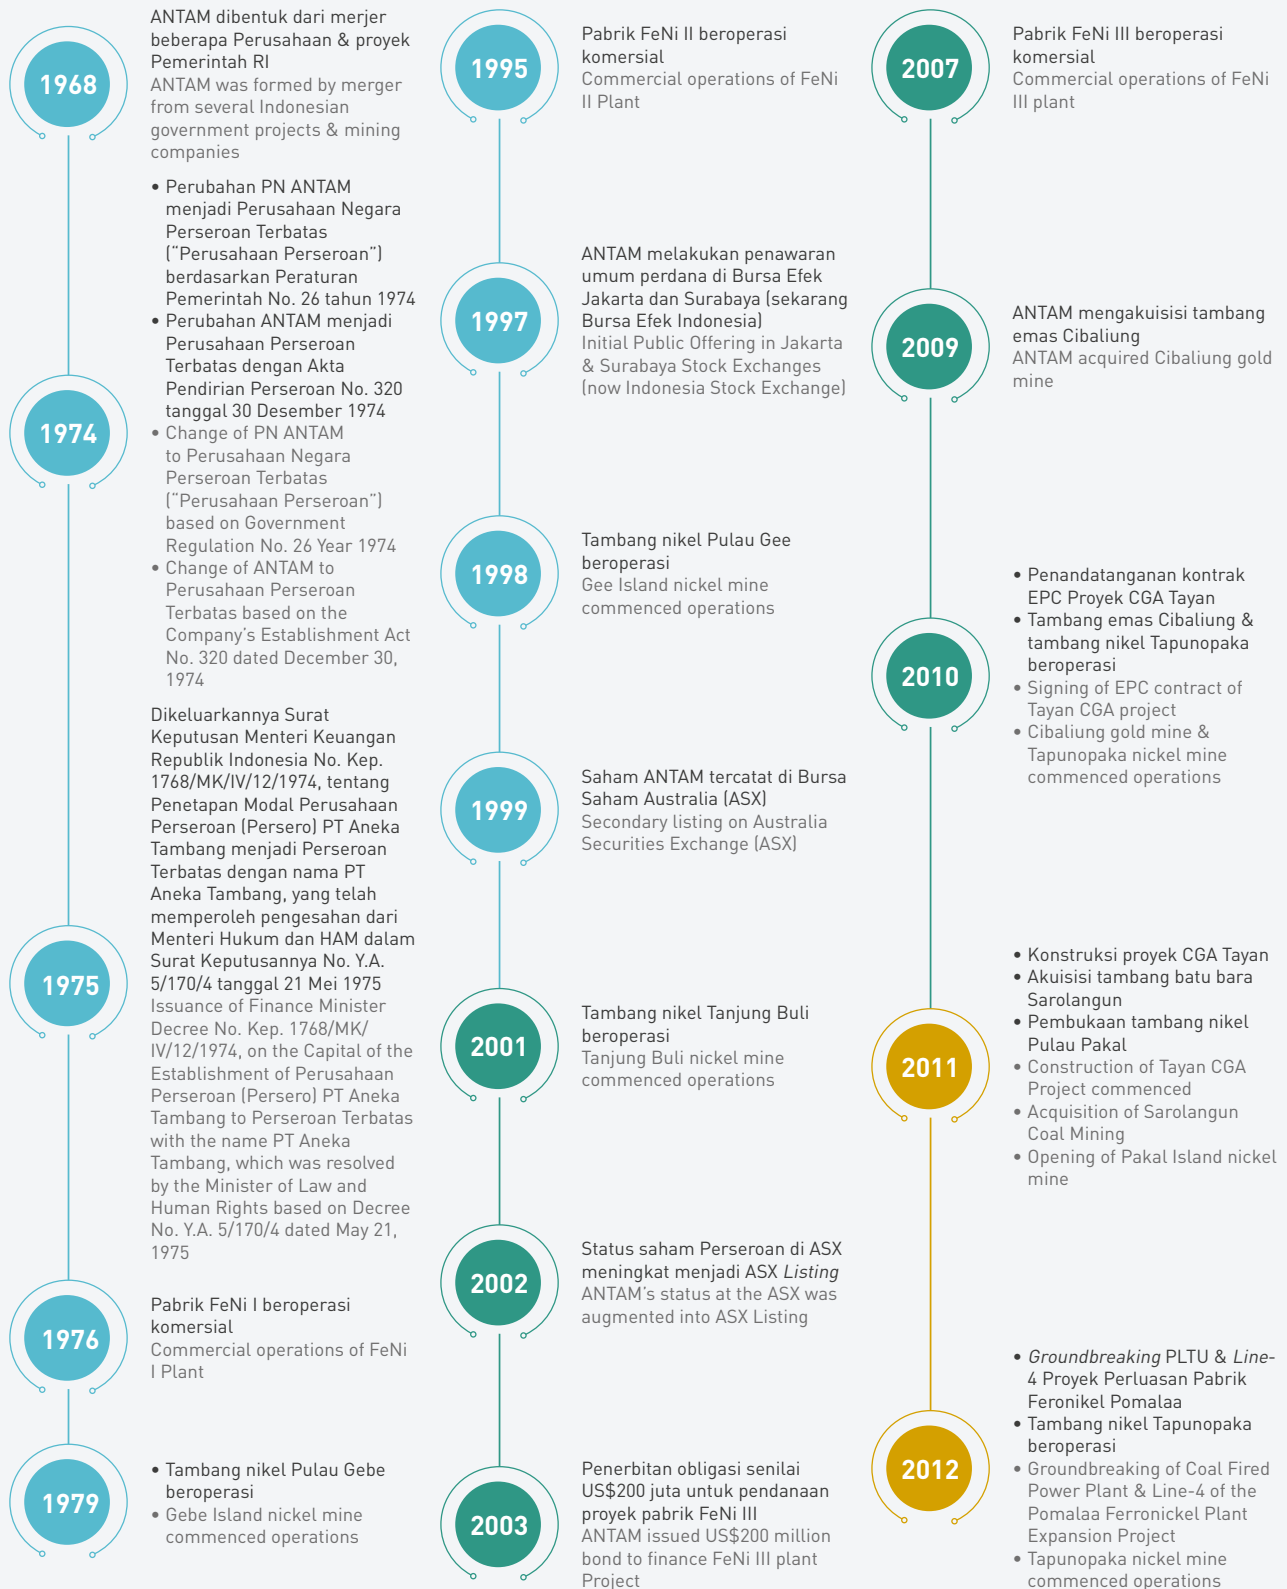 1968
ANTAM dibentuk dari merjer
beberapa Perusahaan & proyek
Pemerintah RI
ANTAM was formed by merger
from several Indonesian
government projects & mining
companies
1974
• Perubahan PN ANTAM
menjadi Perusahaan Negara
Perseroan Terbatas
(“Perusahaan Perseroan”)
berdasarkan Peraturan
Pemerintah No. 26 tahun 1974
• Perubahan ANTAM menjadi
Perusahaan Perseroan
Terbatas dengan Akta
Pendirian Perseroan No. 320
tanggal 30 Desember 1974
• Change of PN ANTAM
to Perusahaan Negara
Perseroan Terbatas
(“Perusahaan Perseroan”)
based on Government
Regulation No. 26 Year 1974
• Change of ANTAM to
Perusahaan Perseroan
Terbatas based on the
Company’s Establishment Act
No. 320 dated December 30,
1974
1975
Dikeluarkannya Surat
Keputusan Menteri Keuangan
Republik Indonesia No. Kep.
1768/MK/IV/12/1974, tentang
Penetapan Modal Perusahaan
Perseroan (Persero) PT Aneka
Tambang menjadi Perseroan
Terbatas dengan nama PT
Aneka Tambang, yang telah
memperoleh pengesahan dari
Menteri Hukum dan HAM dalam
Surat Keputusannya No. Y.A.
5/170/4 tanggal 21 Mei 1975
Issuance of Finance Minister
Decree No. Kep. 1768/MK/
IV/12/1974, on the Capital of the
Establishment of Perusahaan
Perseroan (Persero) PT Aneka
Tambang to Perseroan Terbatas
with the name PT Aneka
Tambang, which was resolved
by the Minister of Law and
Human Rights based on Decree
No. Y.A. 5/170/4 dated May 21,
1975
1976
Pabrik FeNi I beroperasi
komersial
Commercial operations of FeNi
I Plant
1979
• Tambang nikel Pulau Gebe
beroperasi
• Gebe Island nickel mine
commenced operations
1995
Pabrik FeNi II beroperasi
komersial
Commercial operations of FeNi
II Plant
1997
ANTAM melakukan penawaran
umum perdana di Bursa Efek
Jakarta dan Surabaya (sekarang
Bursa Efek Indonesia)
Initial Public Offering in Jakarta
& Surabaya Stock Exchanges
(now Indonesia Stock Exchange)
1998
Tambang nikel Pulau Gee
beroperasi
Gee Island nickel mine
commenced operations
1999
Saham ANTAM tercatat di Bursa
Saham Australia (ASX)
Secondary listing on Australia
Securities Exchange (ASX)
2001
Tambang nikel Tanjung Buli
beroperasi
Tanjung Buli nickel mine
commenced operations
2002
Status saham Perseroan di ASX
meningkat menjadi ASX Listing
ANTAM’s status at the ASX was
augmented into ASX Listing
2003
Penerbitan obligasi senilai
US$200 juta untuk pendanaan
proyek pabrik FeNi III
ANTAM issued US$200 million
bond to finance FeNi III plant
Project
2007
Pabrik FeNi III beroperasi
komersial
Commercial operations of FeNi
III plant
2009
ANTAM mengakuisisi tambang
emas Cibaliung
ANTAM acquired Cibaliung gold
mine
2010
• Penandatanganan kontrak
EPC Proyek CGA Tayan
• Tambang emas Cibaliung &
tambang nikel Tapunopaka
beroperasi
• Signing of EPC contract of
Tayan CGA project
• Cibaliung gold mine &
Tapunopaka nickel mine
commenced operations
2011
• Konstruksi proyek CGA Tayan
• Akuisisi tambang batu bara
Sarolangun
• Pembukaan tambang nikel
Pulau Pakal
• Construction of Tayan CGA
Project commenced
• Acquisition of Sarolangun
Coal Mining
• Opening of Pakal Island nickel
mine
2012
• Groundbreaking PLTU & Line-
4 Proyek Perluasan Pabrik
Feronikel Pomalaa
• Tambang nikel Tapunopaka
beroperasi
• Groundbreaking of Coal Fired
Power Plant & Line-4 of the
Pomalaa Ferronickel Plant
Expansion Project
• Tapunopaka nickel mine
commenced operations